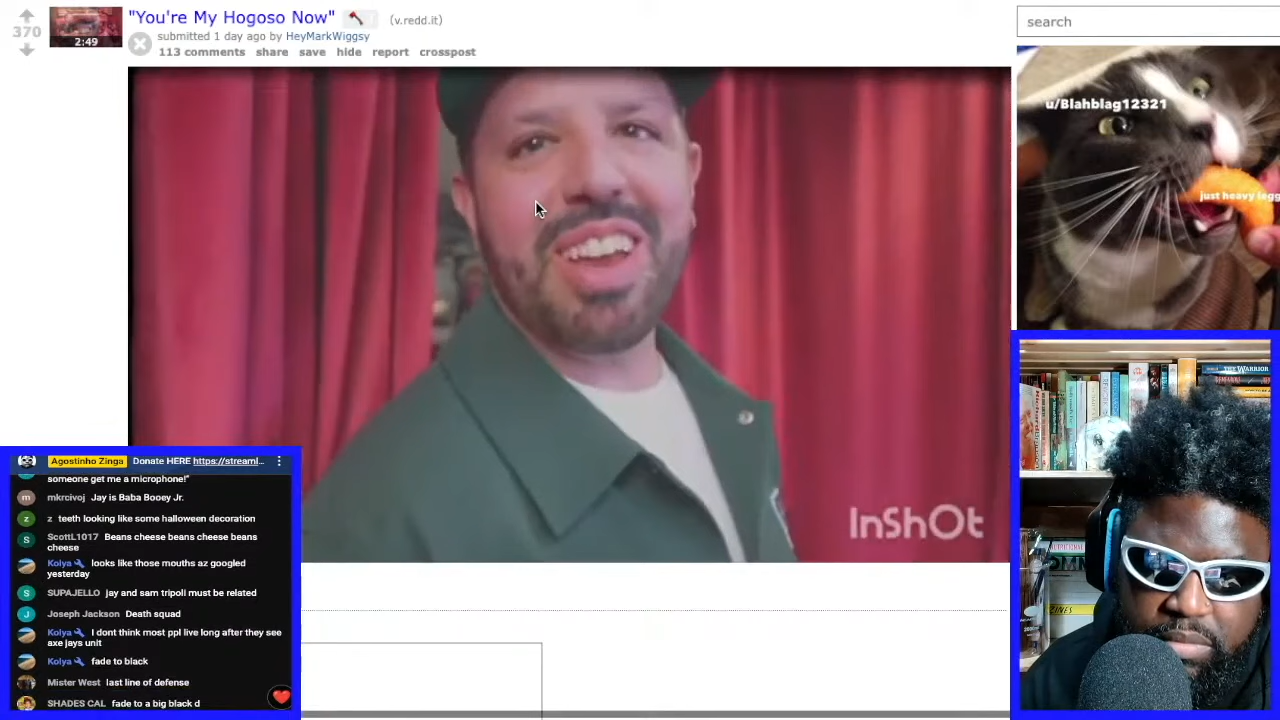 370
2:49
"You're My Hogoso Now"
(v.redd.it)
submitted 1 day ago by HeyMarkWiggsy
113 comments share save hide report crosspost
search
u/Blahblag12321
just heavy legg
InShOt
Agostinho Zinga Donate HERE https://streaml...
someone get me a microphone!"
mkrcivoj Jay is Baba Booey Jr.
z teeth looking like some halloween decoration
ScottL1017 Beans cheese beans cheese beans
cheese
Kolya looks like those mouths az googled
yesterday
SUPAJELLO jay and sam tripoli must be related
Joseph Jackson Death squad
Kolya I dont think most ppl live long after they see
axe jays unit
Kolya fade to black
Mister West last line of defense
SHADES CAL fade to a big black d
THE WARRIOR